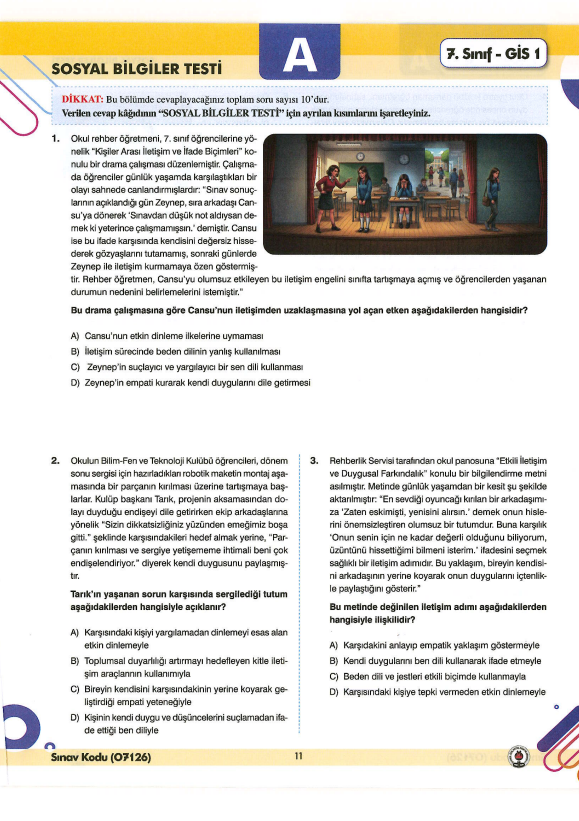 SOSYAL BİLGİLER TESTİ
A
7. Sınıf - GİS 1
DİKKAT: Bu bölümde cevaplayacağınız toplam soru sayısı 10'dur.
Verilen cevap kâğıdının “SOSYAL BİLGİLER TESTİ” için ayrılan kısımlarını işaretleyiniz.
1. Okul rehber öğretmeni, 7. sınıf öğrencilerine yö-
nelik “Kişiler Arası İletişim ve İfade Biçimleri” ko-
nulu bir drama çalışması düzenlemiştir. Çalışma-
da öğrenciler günlük yaşamda karşılaştıkları bir
olayı sahnede canlandırmışlardır: “Sınav sonuç-
larının açıklandığı gün Zeynep, sıra arkadaşı Can-
su'ya dönerek ‘Sınavdan düşük not aldıysan de-
mek ki yeterince çalışmamışsın.’ demiştir. Cansu
ise bu ifade karşısında kendisini değersiz hisse-
derek gözyaşlarını tutamamış, sonraki günlerde
Zeynep ile iletişim kurmamaya özen göstermiş-
tir. Rehber öğretmen, Cansu'yu olumsuz etkileyen bu iletişim engelini sınıfta tartışmaya açmış ve öğrencilerden yaşanan
durumun nedenini belirlemelerini istemiştir.”
Bu drama çalışmasına göre Cansu'nun iletişimden uzaklaşmasına yol açan etken aşağıdakilerden hangisidir?
A) Cansu'nun etkin dinleme ilkelerine uymaması
B) İletişim sürecinde beden dilinin yanlış kullanılması
C) Zeynep'in suçlayıcı ve yargılayıcı bir sen dili kullanması
D) Zeynep'in empati kurarak kendi duygularını dile getirmesi
2. Okulun Bilim-Fen ve Teknoloji Kulübü öğrencileri, dönem
sonu sergisi için hazırladıkları robotik maketin montaj aşa-
masında bir parçanın kırılması üzerine tartışmaya baş-
larlar. Kulüp başkanı Tarık, projenin aksamasından do-
layı duyduğu endişeyi dile getirirken ekip arkadaşlarına
yönelik “Sizin dikkatsizliğiniz yüzünden emeğimiz boşa
gitti.” şeklinde karşısındakileri hedef almak yerine, “Par-
çanın kırılması ve sergiye yetişememe ihtimali beni çok
endişelendiriyor.” diyerek kendi duygusunu paylaşmış-
tır.
Tarık'ın yaşanan sorun karşısında sergilediği tutum
aşağıdakilerden hangisiyle açıklanır?
A) Karşısındaki kişiyi yargılamadan dinlemeyi esas alan
etkin dinlemeyle
B) Toplumsal duyarlılığı artırmayı hedefleyen kitle ileti-
şim araçlarının kullanımıyla
C) Bireyin kendisini karşısındakinin yerine koyarak ge-
liştirdiği empati yeteneğiyle
D) Kişinin kendi duygu ve düşüncelerini suçlamadan ifa-
de ettiği ben diliyle
3. Rehberlik Servisi tarafından okul panosuna “Etkili İletişim
ve Duygusal Farkındalık” konulu bir bilgilendirme metni
asılmıştır. Metinde günlük yaşamdan bir kesit şu şekilde
aktarılmıştır: “En sevdiği oyuncağı kırılan bir arkadaşımı-
za ‘Zaten eskimişti, yenisini alırsın.’ demek onun hisle-
rini önemsizleştiren olumsuz bir tutumdur. Buna karşılık
‘Onun senin için ne kadar değerli olduğunu biliyorum,
üzüntünü hissettiğimi bilmeni isterim.’ ifadesini seçmek
sağlıklı bir iletişim adımıdır. Bu yaklaşım, bireyin kendisi-
ni arkadaşının yerine koyarak onun duygularını içtenlik-
le paylaştığını gösterir.”
Bu metinde değinilen iletişim adımı aşağıdakilerden
hangisiyle ilişkilidir?
A) Karşıdakini anlayıp empatik yaklaşım göstermeyle
B) Kendi duygularını ben dili kullanarak ifade etmeyle
C) Beden dili ve jestleri etkili biçimde kullanmayla
D) Karşısındaki kişiye tepki vermeden etkin dinlemeyle
Sınav Kodu (O7126)
11